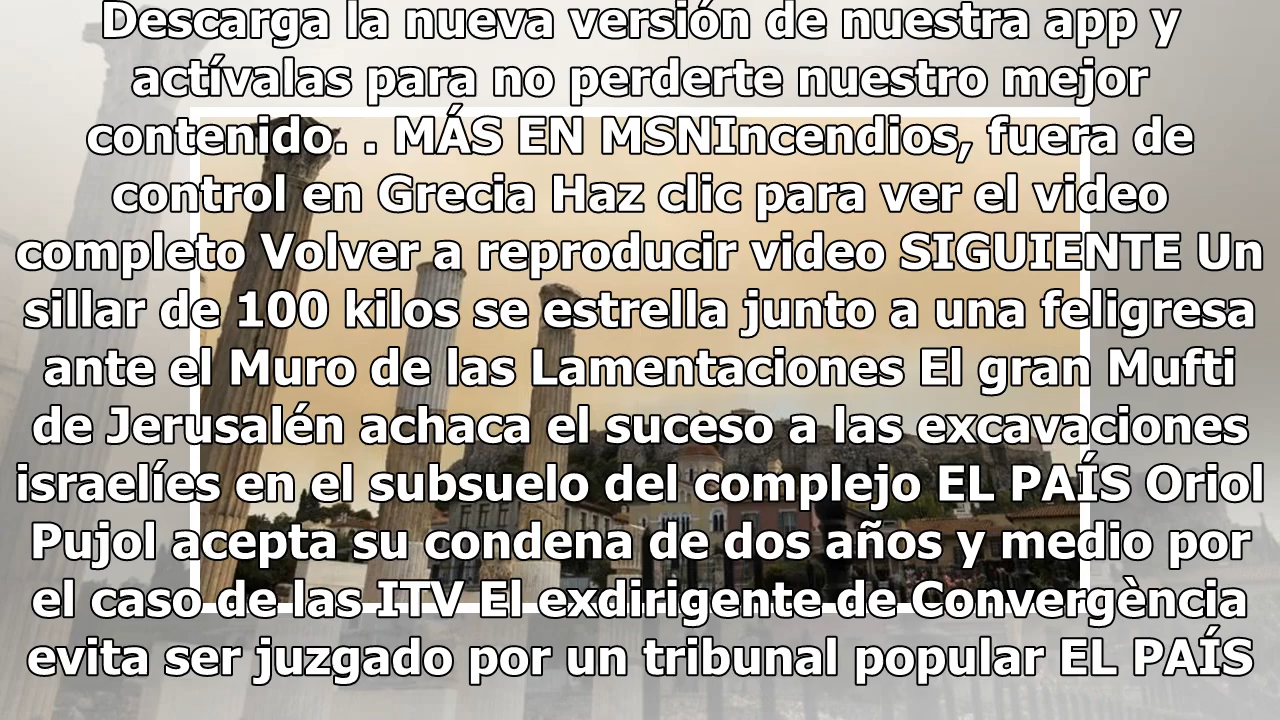 Descarga la nueva versión de nuestra app y
actívalas para no perderte nuestro mejor
contenido. . MÁS EN MSNIncendios, fuera de
control en Grecia Haz clic para ver el video
completo Volver a reproducir video SIGUIENTE Un
sillar de 100 kilos se estrella junto a una feligresa
ante el Muro de las Lamentaciones El gran Mufti
de Jerusalén achaca el suceso a las excavaciones
israelíes en el subsuelo del complejo EL PAÍS Oriol
Pujol acepta su condena de dos años y medio por
el caso de las ITV El exdirigente de Convergència
evita ser juzgado por un tribunal popular EL PAÍS